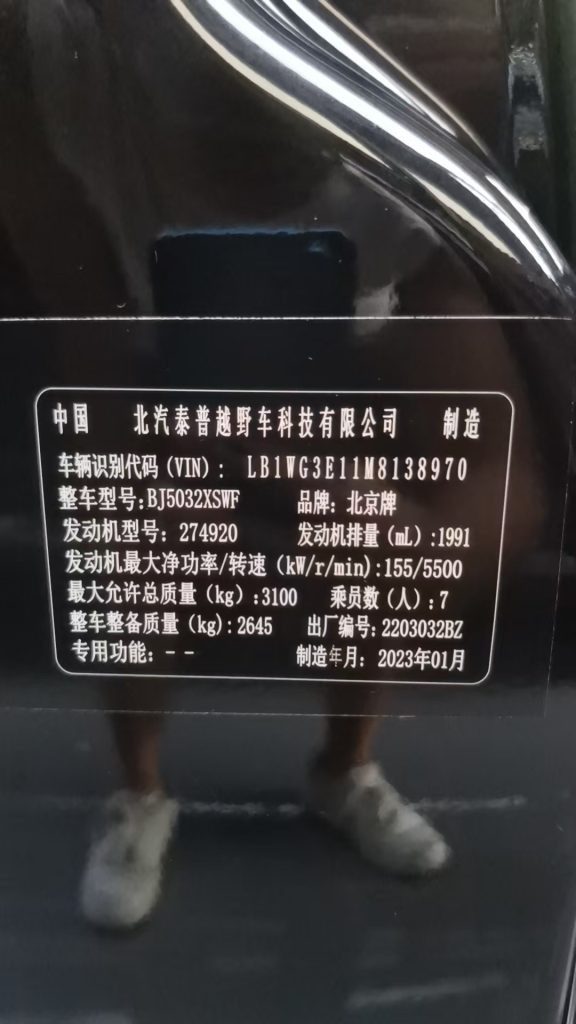 中国 北汽泰普越野车科技有限公司 制造
车辆识别代码(VIN): LB1WG3E11M8138970
整车型号:BJ5032XSWF 品牌: 北京牌
发动机型号: 274920 发动机排量(mL):1991
发动机最大净功率/转速(kW/r/min):155/5500
最大允许总质量(kg):3100 乘员数(人):7
整车整备质量(kg):2645 出厂编号:2203032BZ
专用功能: -- 制造年月: 2023年01月